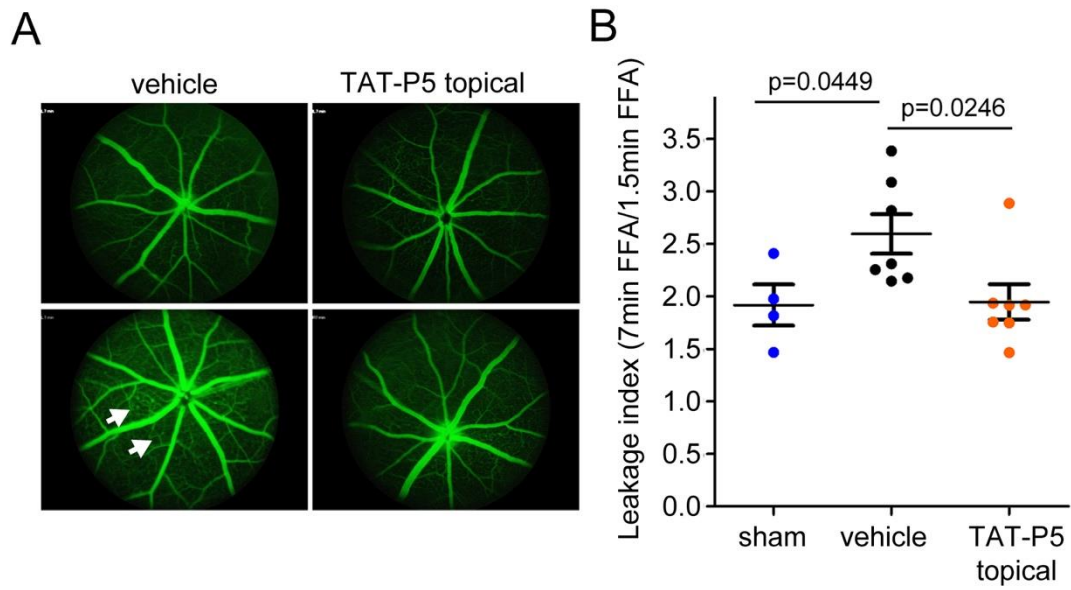 A
vehicle
TAT-P5 topical
B
p=0.0449
p=0.0246
Leakage index (7min FFA/1.5min FFA)
3.5
3.0
2.5
2.0
1.5
1.0
0.5
0.0
sham
vehicle
TAT-P5
topical